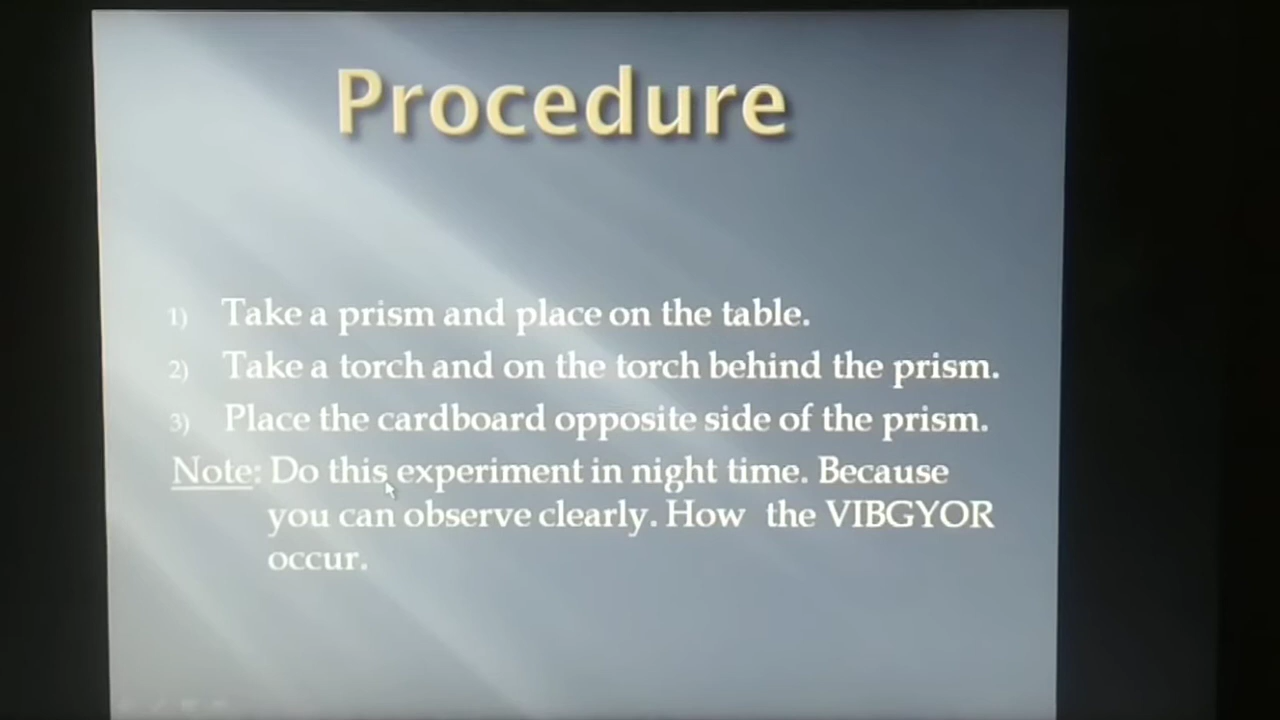 Procedure
1) Take a prism and place on the table.
2) Take a torch and on the torch behind the prism.
3) Place the cardboard opposite side of the prism.
Note: Do this experiment in night time. Because
you can observe clearly. How the VIBGYOR
occur.